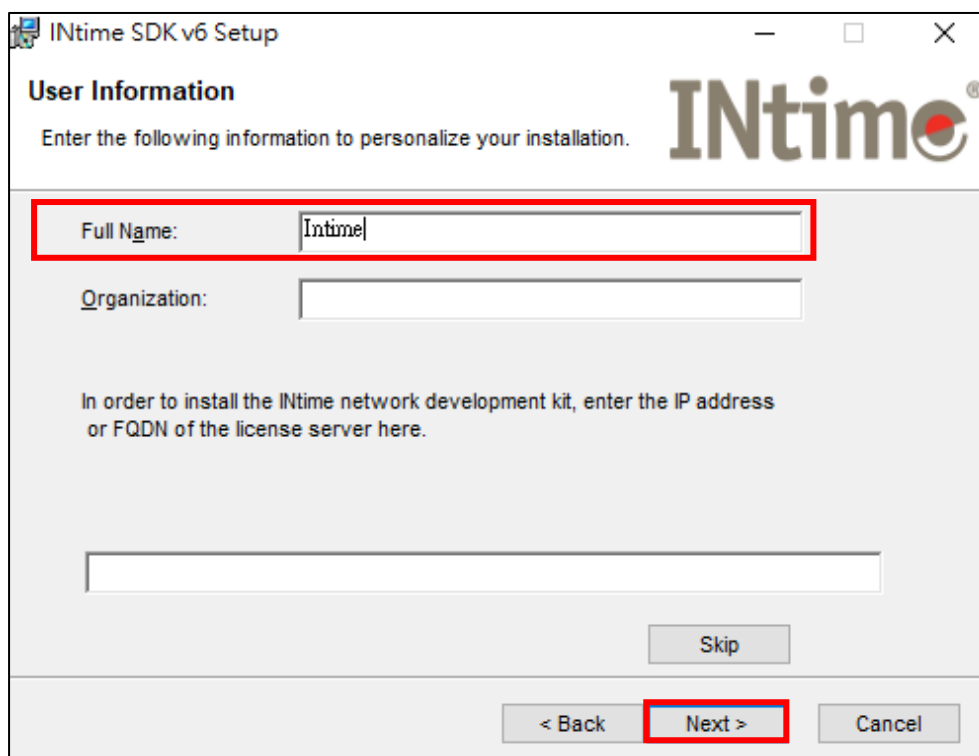 INtime SDK v6 Setup
User Information
Enter the following information to personalize your installation.
INtime®
Full Name:
Intime
Organization:
In order to install the INtime network development kit, enter the IP address
or FQDN of the license server here.
Skip
< Back
Next >
Cancel